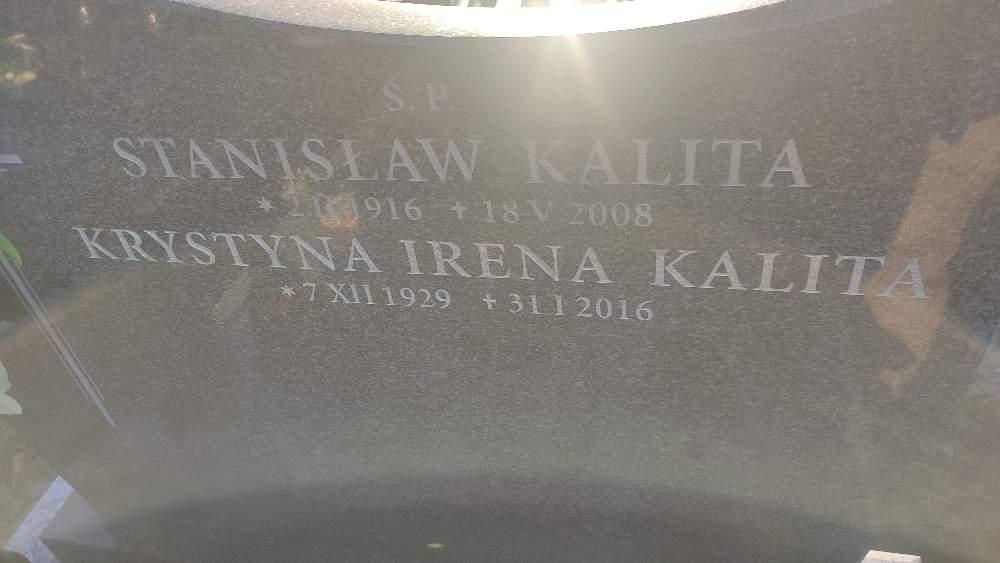 Ś. P.
STANISŁAW KALITA
* 2 II 1916 ✝ 18 V 2008
KRYSTYNA IRENA KALITA
* 7 XII 1929 ✝ 31 I 2016